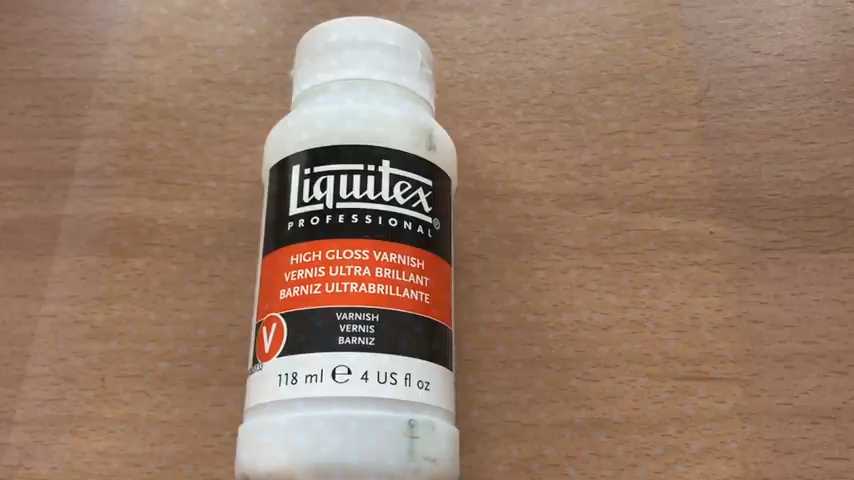 Liquitex®
PROFESSIONAL
HIGH GLOSS VARNISH
VERNIS ULTRA BRILLANT
BARNIZ ULTRABRILLANTE
V
VARNISH
VERNIS
BARNIZ
118 ml ℮ 4 US fl oz